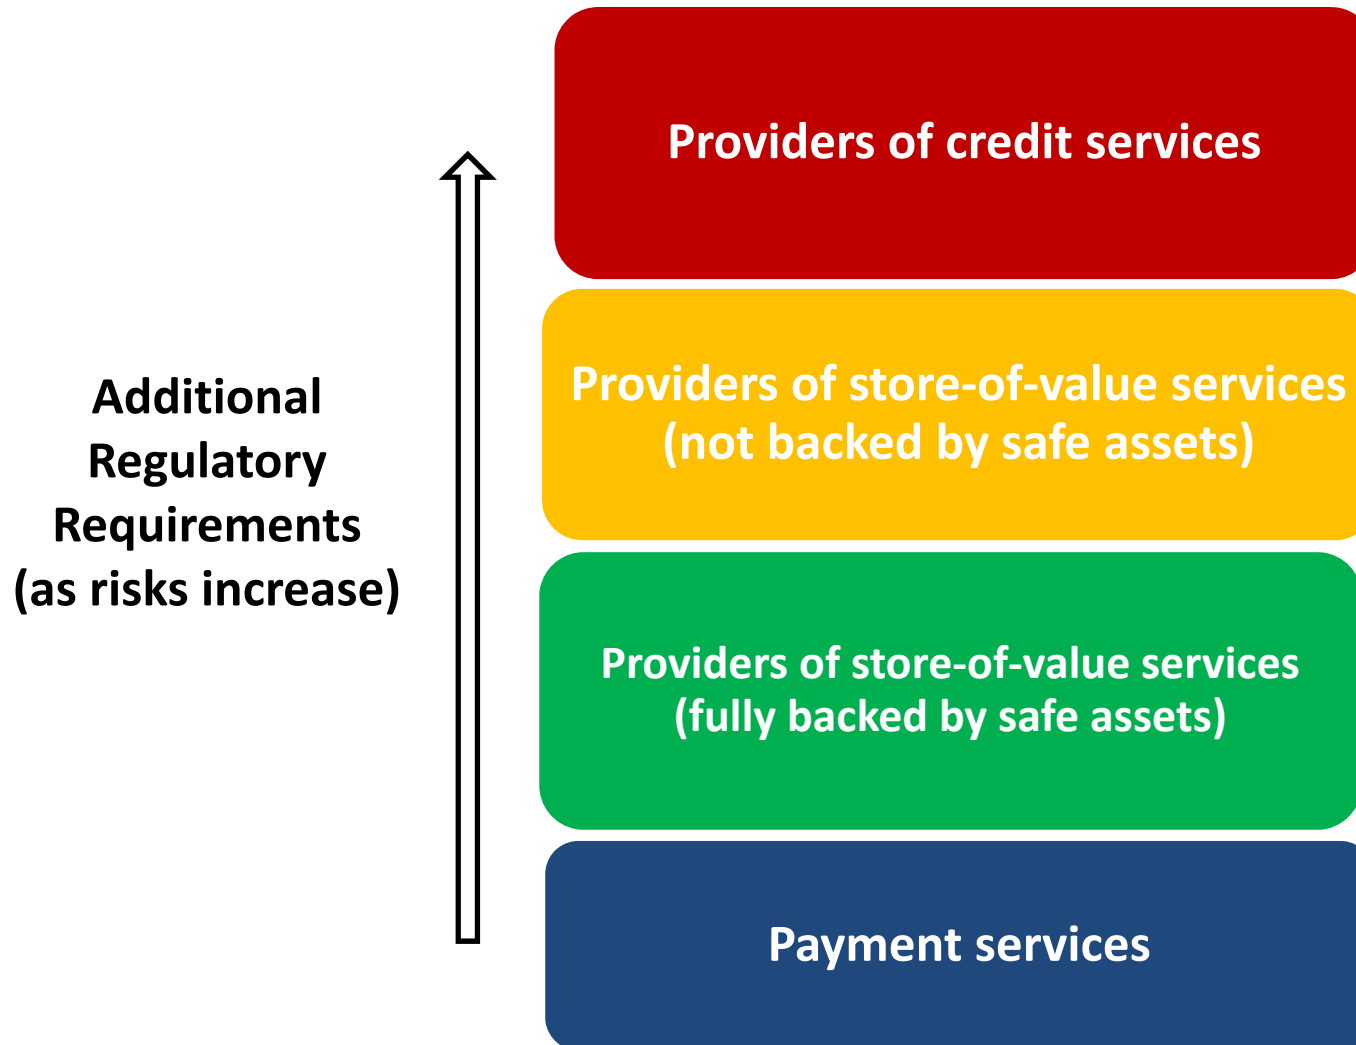 Providers of credit services
Additional
Regulatory
Requirements
(as risks increase)
Providers of store-of-value services
(not backed by safe assets)
Providers of store-of-value services
(fully backed by safe assets)
Payment services